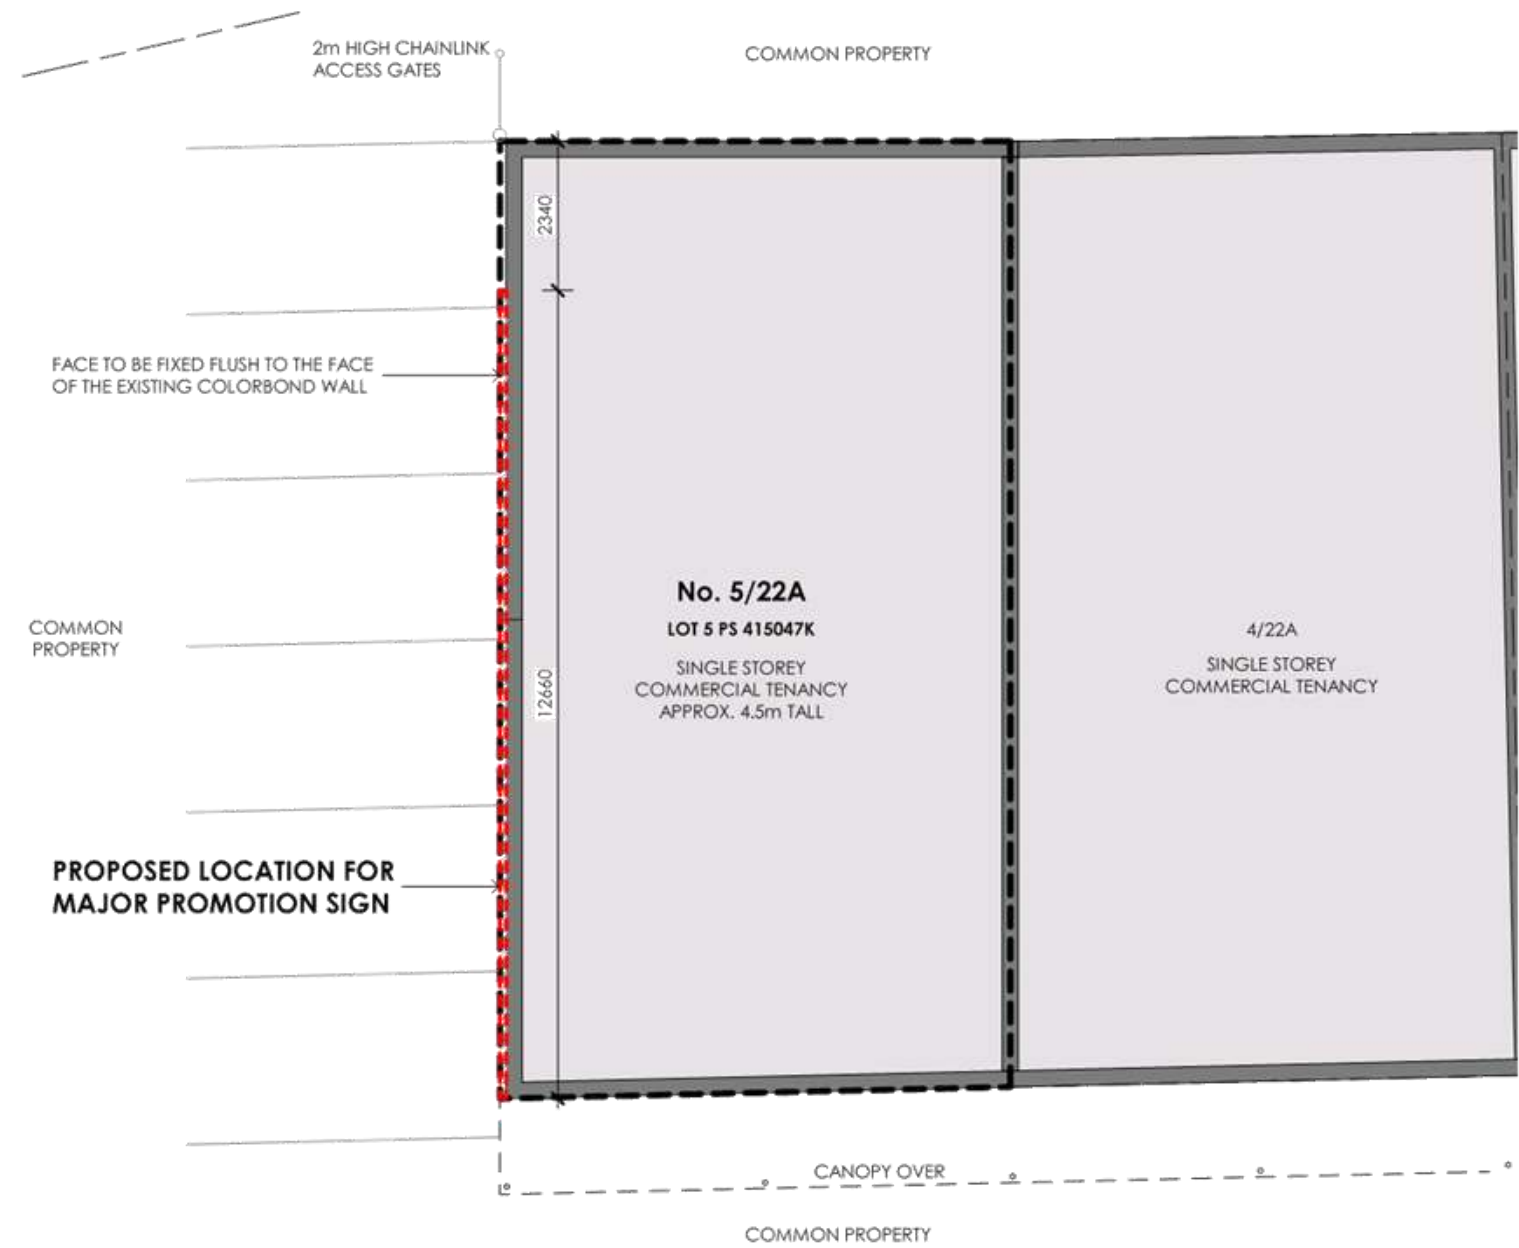 2m HIGH CHAINLINK
ACCESS GATES
COMMON PROPERTY
2340
FACE TO BE FIXED FLUSH TO THE FACE
OF THE EXISTING COLORBOND WALL
No. 5/22A
LOT 5 PS 415047K
SINGLE STOREY
COMMERCIAL TENANCY
APPROX. 4.5m TALL
4/22A
SINGLE STOREY
COMMERCIAL TENANCY
COMMON
PROPERTY
12660
PROPOSED LOCATION FOR
MAJOR PROMOTION SIGN
CANOPY OVER
COMMON PROPERTY